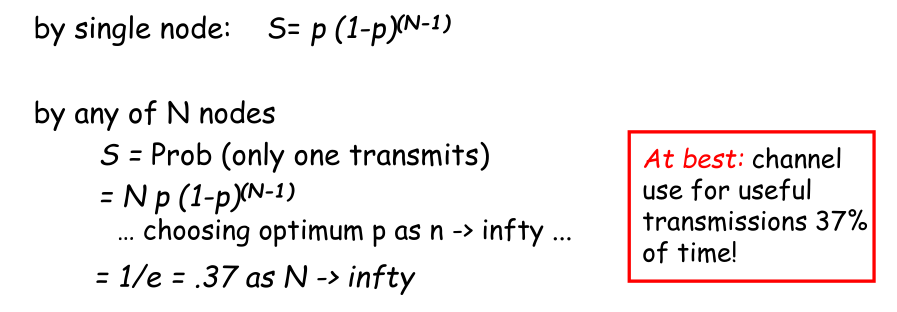 by single node: S= p (1-p)(N-1)
by any of N nodes
S = Prob (only one transmits)
= N p (1-p)(N-1)
… choosing optimum p as n -> infty ...
= 1/e = .37 as N -> infty
At best: channel
use for useful
transmissions 37%
of time!